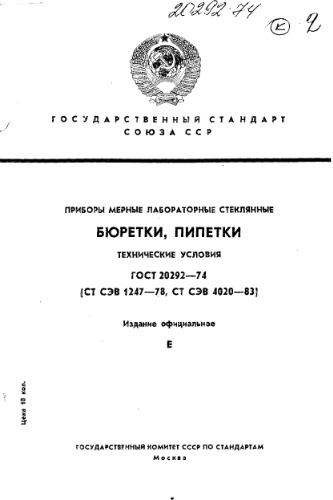 20292-74
к 2
ГОСУДАРСТВЕННЫЙ СТАНДАРТ
СОЮЗА ССР
ПРИБОРЫ МЕРНЫЕ ЛАБОРАТОРНЫЕ СТЕКЛЯННЫЕ
БЮРЕТКИ, ПИПЕТКИ
ТЕХНИЧЕСКИЕ УСЛОВИЯ
ГОСТ 20292—74
(СТ СЭВ 1247—78, СТ СЭВ 4020—83)
Издание официальное
Е
Цена 10 коп.
ГОСУДАРСТВЕННЫЙ КОМИТЕТ СССР ПО СТАНДАРТАМ
Москва